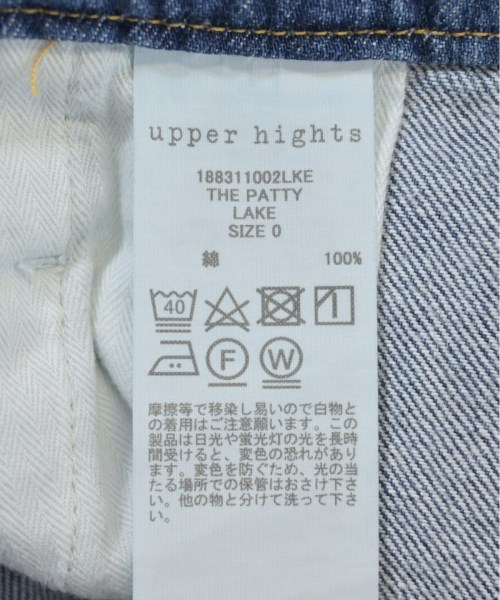 upper hights
188311002LKE
THE PATTY
LAKE
SIZE 0
綿 100%
40
F W
摩擦等で移染し易いので白物と
の着用はご注意願います。この
製品は日光や蛍光灯の光を長時
間受けると、変色の恐れがあり
ます。変色を防ぐため、光の当
たる場所での保管はおさけ下さ
い。他の物と分けて洗って下さ
い。